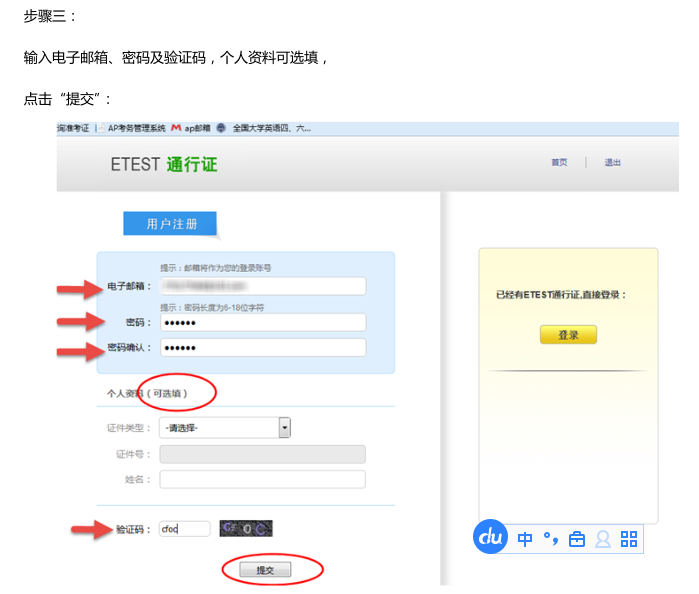 步骤三：
输入电子邮箱、密码及验证码，个人资料可选填，
点击“提交”：
询准考证 | AP考务管理系统 ap邮箱 全国大学英语四、六...
ETEST 通行证
首页 | 退出
用户注册
提示：邮箱将作为您的登录账号
电子邮箱：
提示：密码长度为6-18位字符
密码： ••••••
密码确认： ••••••
已经有ETEST通行证,直接登录：
登录
个人资料（可选填）
证件类型： -请选择-
证件号：
姓名：
验证码： cfoc
提交
du 中 °,